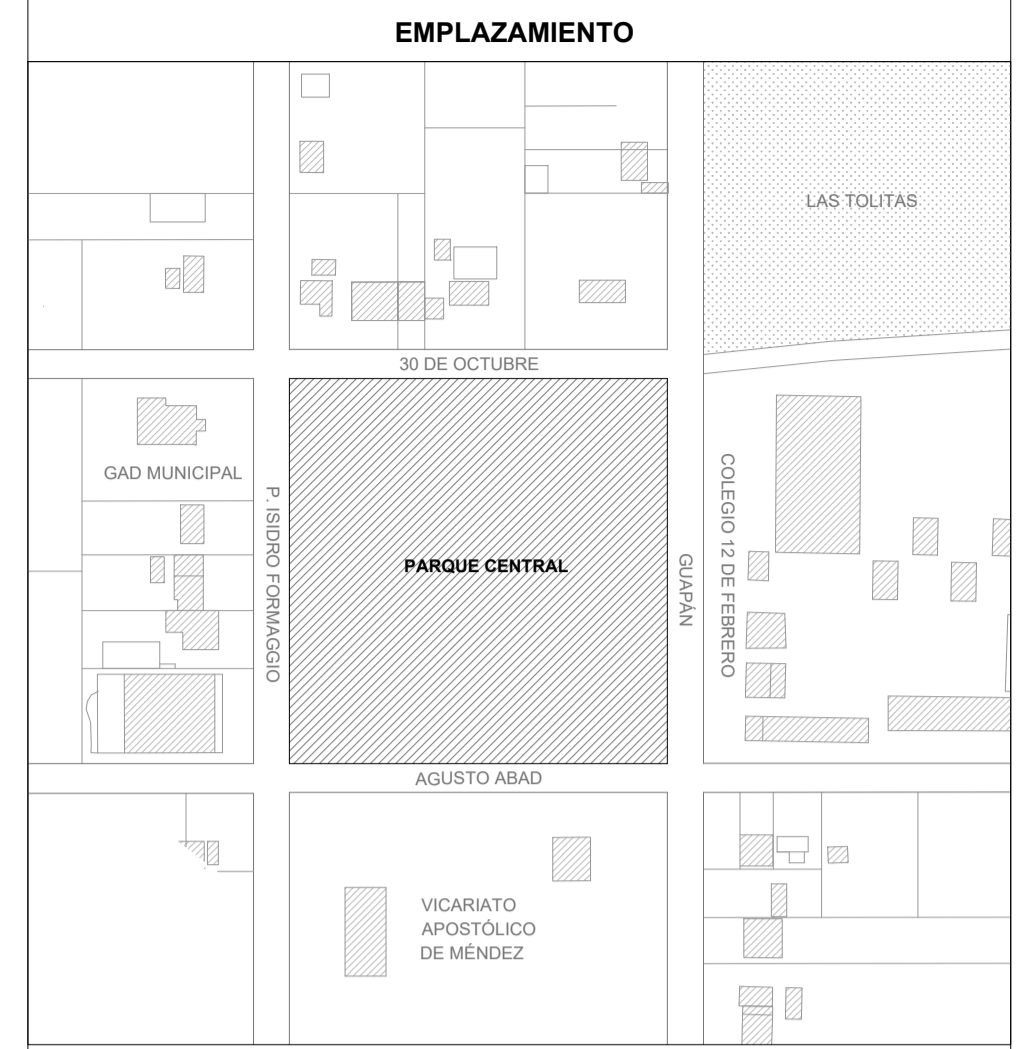 EMPLAZAMIENTO
LAS TOLITAS
30 DE OCTUBRE
GAD MUNICIPAL
P. ISIDRO FORMAGGIO
PARQUE CENTRAL
GUAPÁN
COLEGIO 12 DE FEBRERO
AGUSTO ABAD
VICARIATO
APOSTÓLICO
DE MÉNDEZ